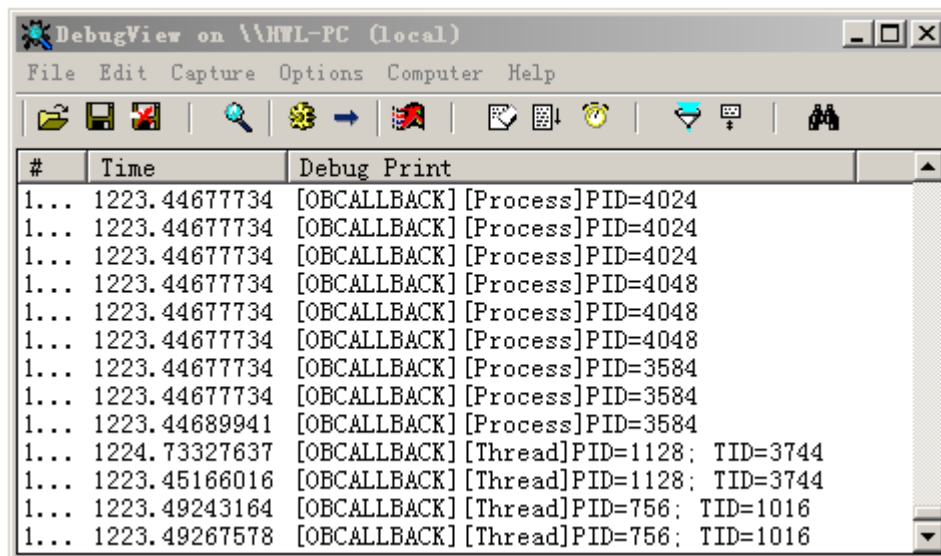 DebugView on \\HWL-PC (local)
File Edit Capture Options Computer Help
# Time Debug Print
1... 1223.44677734 [OBCALLBACK][Process]PID=4024
1... 1223.44677734 [OBCALLBACK][Process]PID=4024
1... 1223.44677734 [OBCALLBACK][Process]PID=4024
1... 1223.44677734 [OBCALLBACK][Process]PID=4048
1... 1223.44677734 [OBCALLBACK][Process]PID=4048
1... 1223.44677734 [OBCALLBACK][Process]PID=4048
1... 1223.44677734 [OBCALLBACK][Process]PID=3584
1... 1223.44677734 [OBCALLBACK][Process]PID=3584
1... 1223.44689941 [OBCALLBACK][Process]PID=3584
1... 1224.73327637 [OBCALLBACK][Thread]PID=1128; TID=3744
1... 1223.45166016 [OBCALLBACK][Thread]PID=1128; TID=3744
1... 1223.49243164 [OBCALLBACK][Thread]PID=756; TID=1016
1... 1223.49267578 [OBCALLBACK][Thread]PID=756; TID=1016